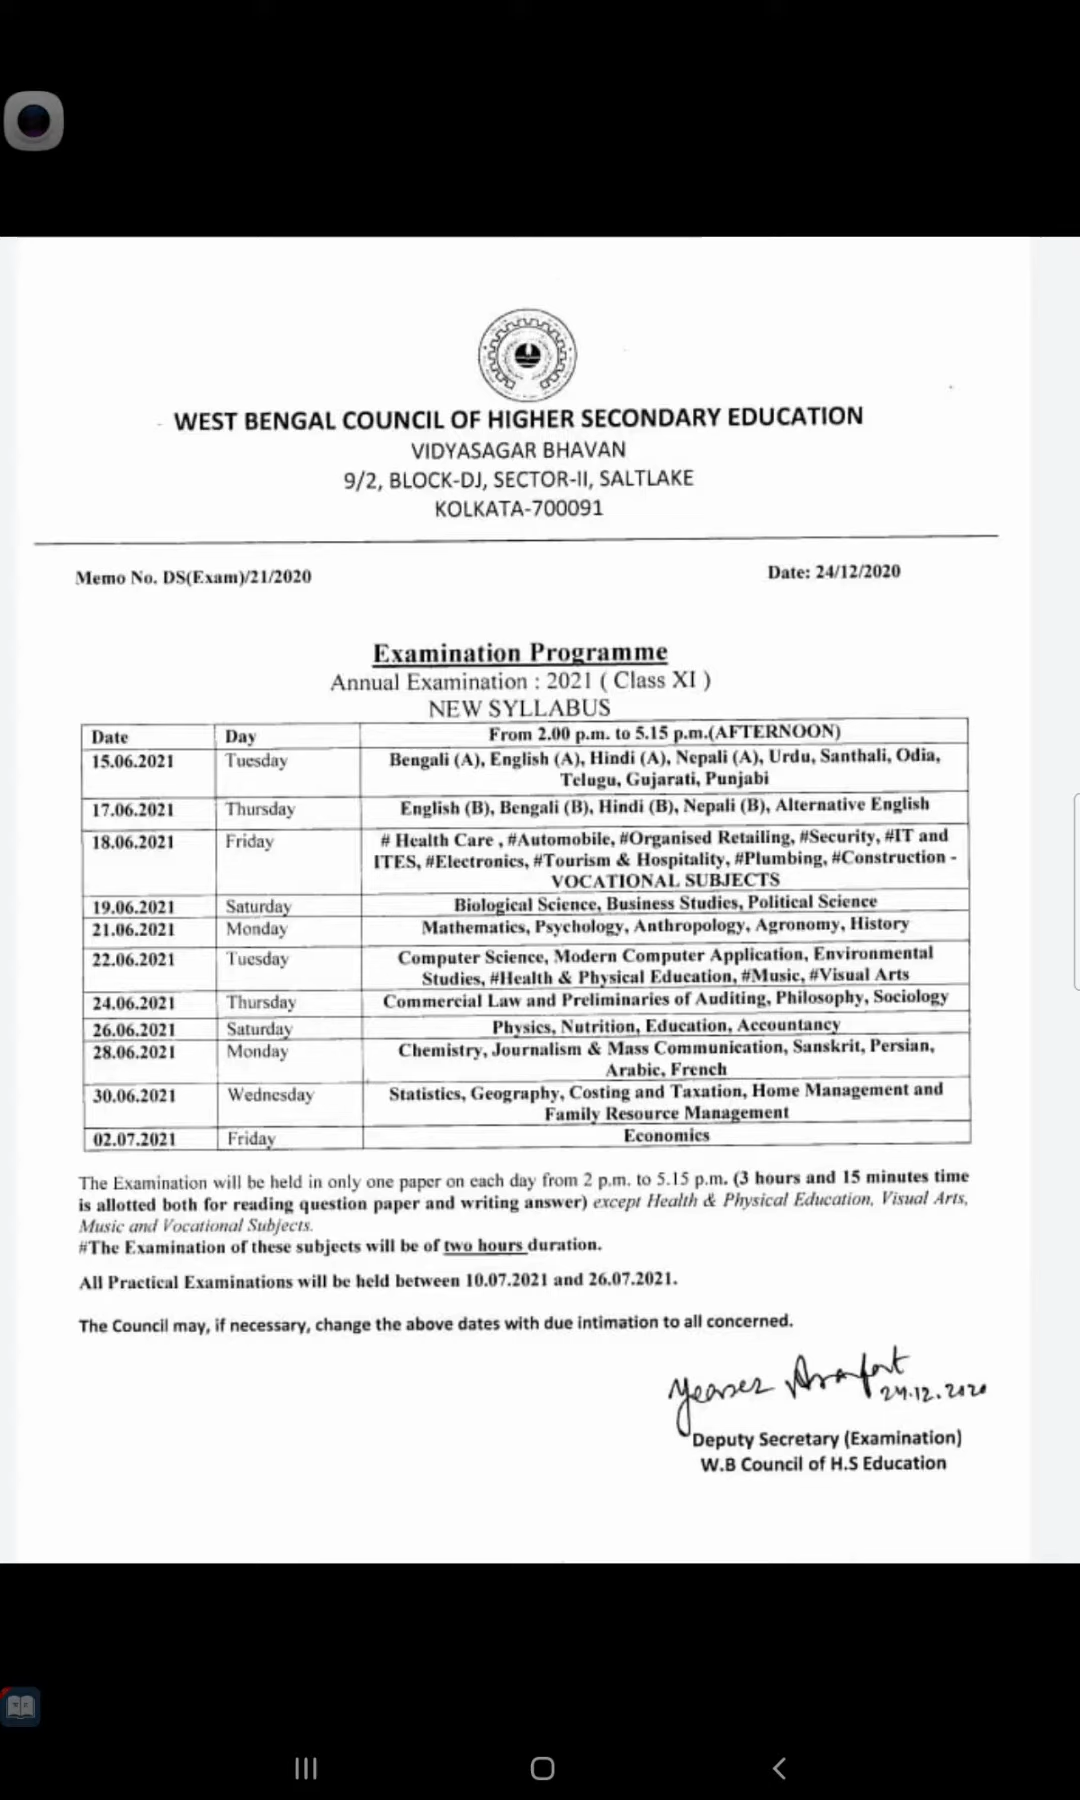 WEST BENGAL COUNCIL OF HIGHER SECONDARY EDUCATION
VIDYASAGAR BHAVAN
9/2, BLOCK-DJ, SECTOR-II, SALTLAKE
KOLKATA-700091
Memo No. DS(Exam)/21/2020 Date: 24/12/2020
Examination Programme
Annual Examination : 2021 ( Class XI )
NEW SYLLABUS
Date Day From 2.00 p.m. to 5.15 p.m.(AFTERNOON)
15.06.2021 Tuesday Bengali (A), English (A), Hindi (A), Nepali (A), Urdu, Santhali, Odia,
Telugu, Gujarati, Punjabi
17.06.2021 Thursday English (B), Bengali (B), Hindi (B), Nepali (B), Alternative English
18.06.2021 Friday # Health Care , #Automobile, #Organised Retailing, #Security, #IT and
ITES, #Electronics, #Tourism & Hospitality, #Plumbing, #Construction -
VOCATIONAL SUBJECTS
19.06.2021 Saturday Biological Science, Business Studies, Political Science
21.06.2021 Monday Mathematics, Psychology, Anthropology, Agronomy, History
22.06.2021 Tuesday Computer Science, Modern Computer Application, Environmental
Studies, #Health & Physical Education, #Music, #Visual Arts
24.06.2021 Thursday Commercial Law and Preliminaries of Auditing, Philosophy, Sociology
26.06.2021 Saturday Physics, Nutrition, Education, Accountancy
28.06.2021 Monday Chemistry, Journalism & Mass Communication, Sanskrit, Persian,
Arabic, French
30.06.2021 Wednesday Statistics, Geography, Costing and Taxation, Home Management and
Family Resource Management
02.07.2021 Friday Economics
The Examination will be held in only one paper on each day from 2 p.m. to 5.15 p.m. (3 hours and 15 minutes time
is allotted both for reading question paper and writing answer) except Health & Physical Education, Visual Arts,
Music and Vocational Subjects.
#The Examination of these subjects will be of two hours duration.
All Practical Examinations will be held between 10.07.2021 and 26.07.2021.
The Council may, if necessary, change the above dates with due intimation to all concerned.
24.12.2020
Deputy Secretary (Examination)
W.B Council of H.S Education